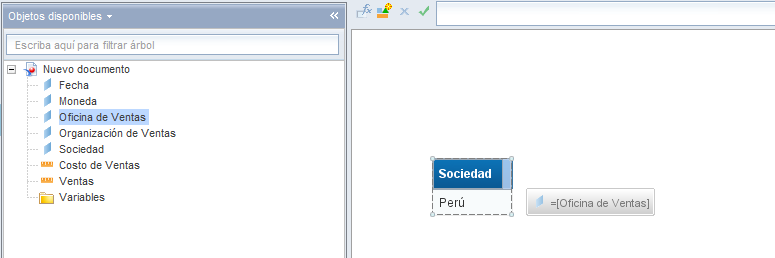 Objetos disponibles
Escriba aquí para filtrar árbol
Nuevo documento
Fecha
Moneda
Oficina de Ventas
Organización de Ventas
Sociedad
Costo de Ventas
Ventas
Variables
Sociedad
Perú
=[Oficina de Ventas]